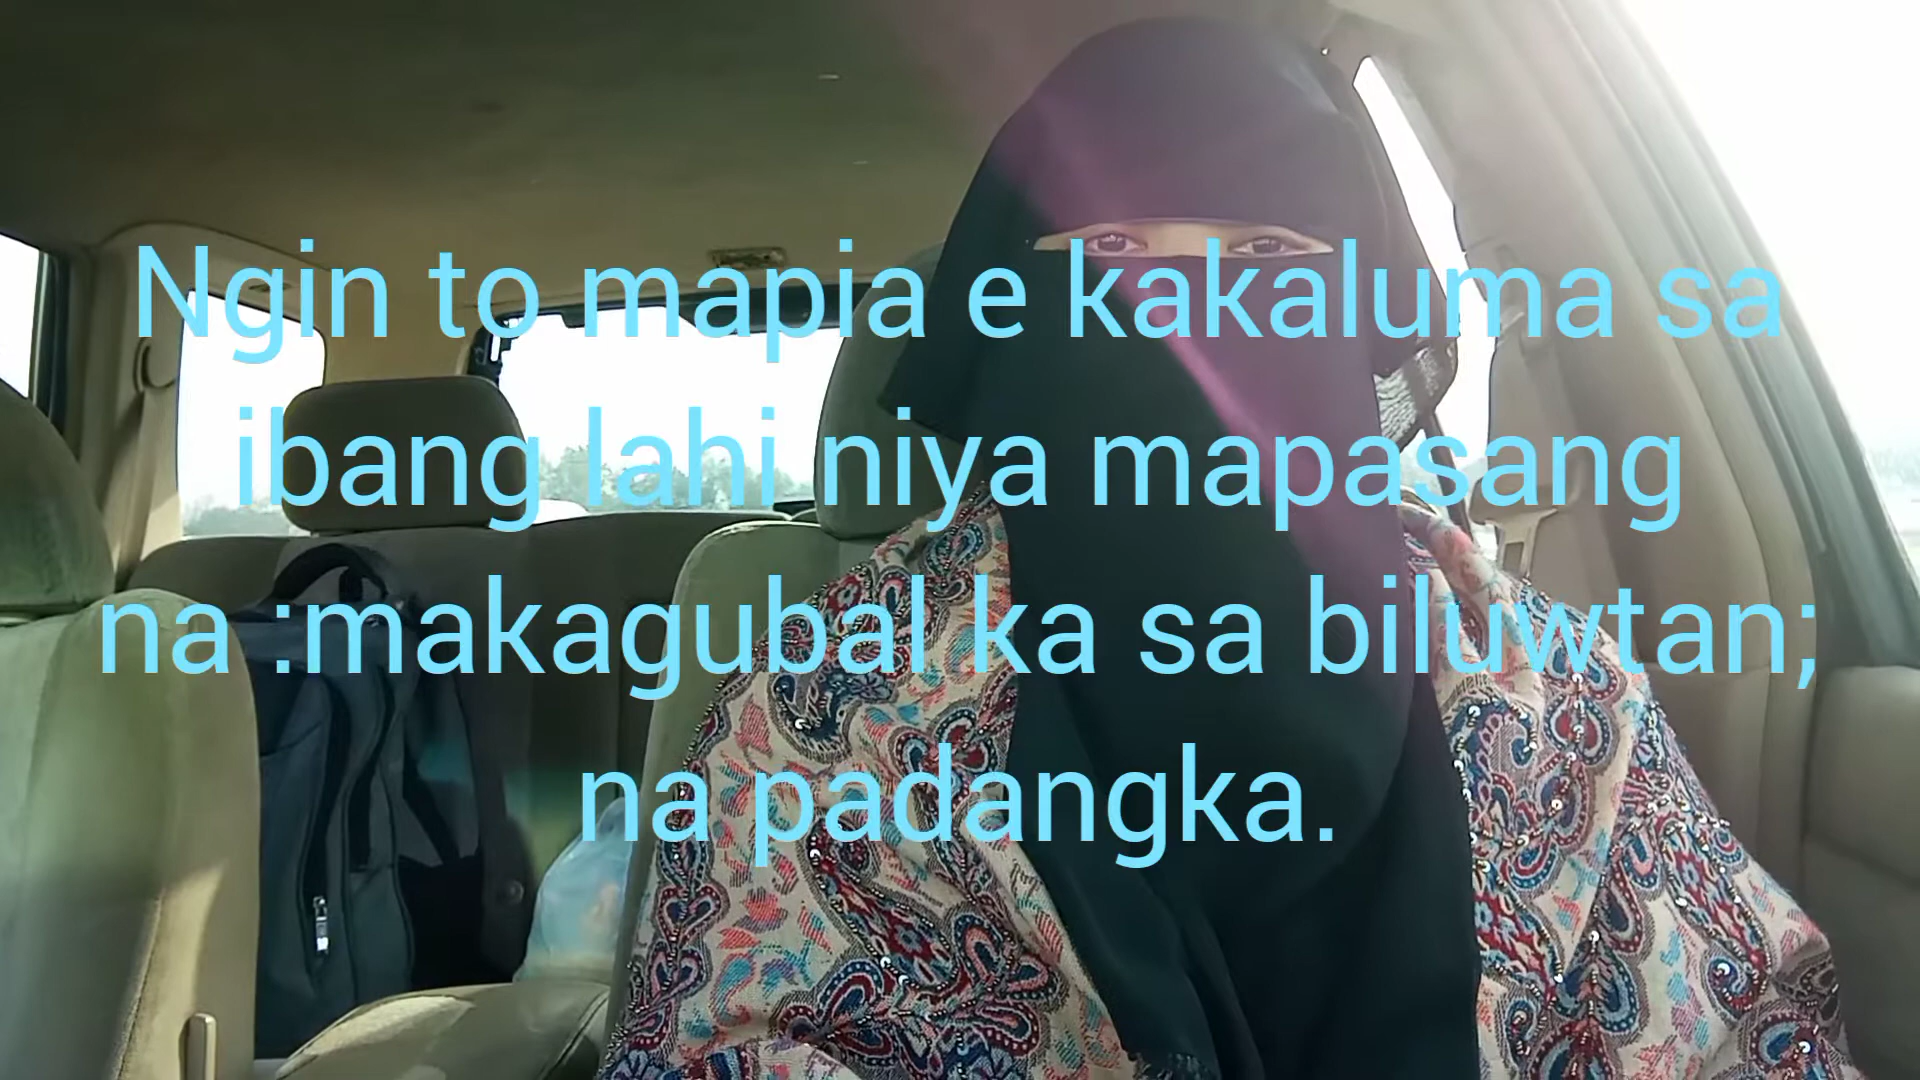 Ngin to mapia e kakaluma sa
ibang lahi niya mapasang
na :makagubal ka sa biluwtan;
na padangka.